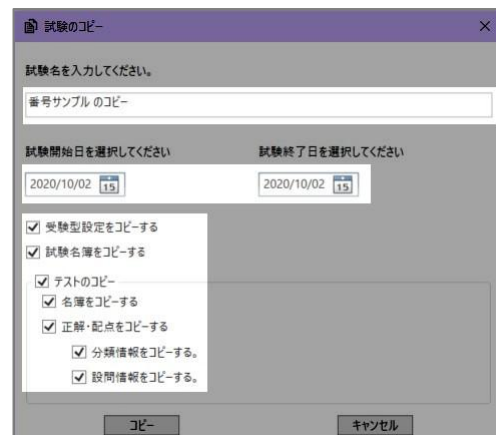 試験のコピー
試験名を入力してください。
番号サンプル のコピー
試験開始日を選択してください 試験終了日を選択してください
2020/10/02 15 2020/10/02 15
受験型設定をコピーする
試験名簿をコピーする
テストのコピー
名簿をコピーする
正解・配点をコピーする
分類情報をコピーする。
設問情報をコピーする。
コピー キャンセル